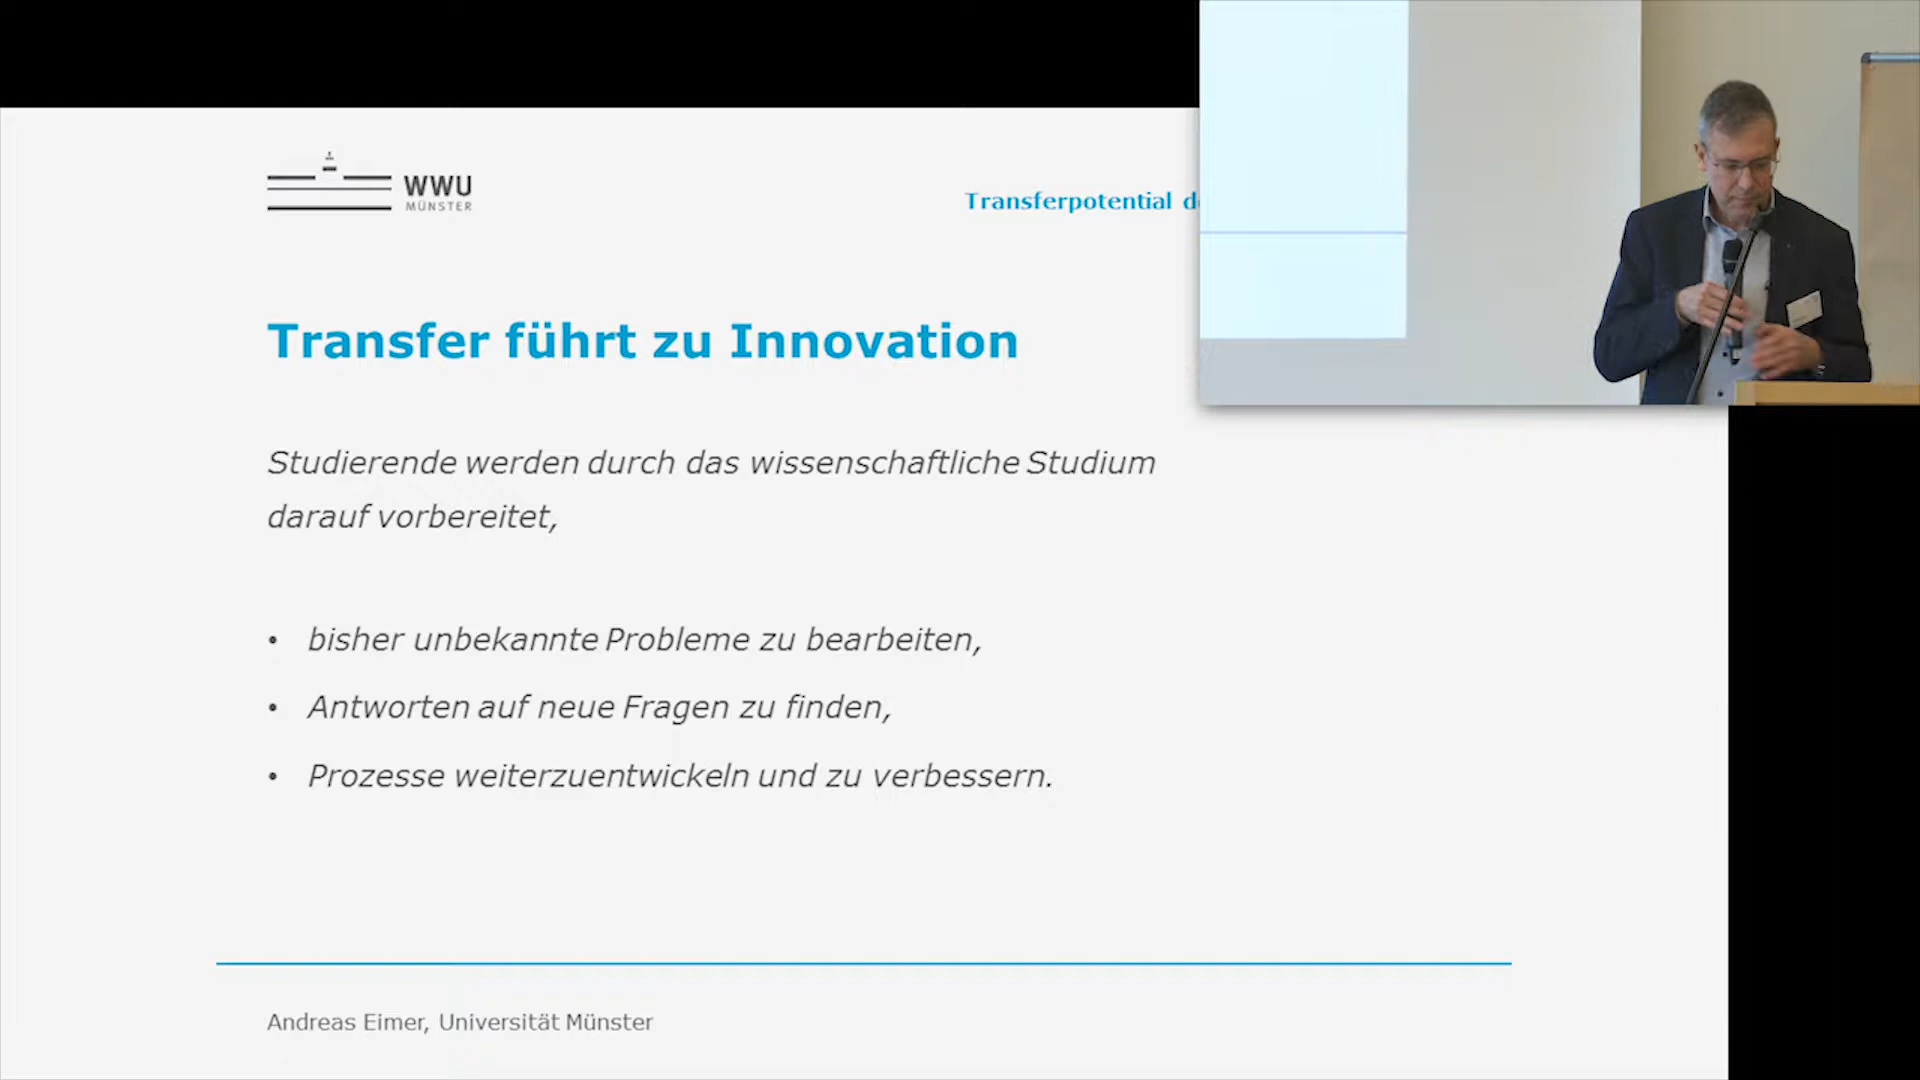 WWU
MÜNSTER
Transferpotential
Transfer führt zu Innovation
Studierende werden durch das wissenschaftliche Studium
darauf vorbereitet,
• bisher unbekannte Probleme zu bearbeiten,
• Antworten auf neue Fragen zu finden,
• Prozesse weiterzuentwickeln und zu verbessern.
Andreas Eimer, Universität Münster